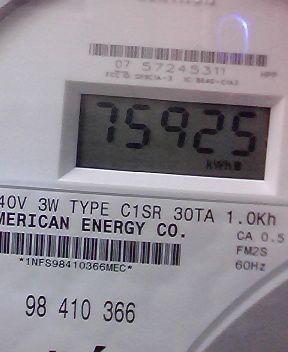 07 57245311
75925
kWh
40V 3W TYPE C1SR 30TA 1.0Kh
MERICAN ENERGY CO.
CA 0.5
FM2S
60Hz
*1NFS98410366MEC*
98 410 366